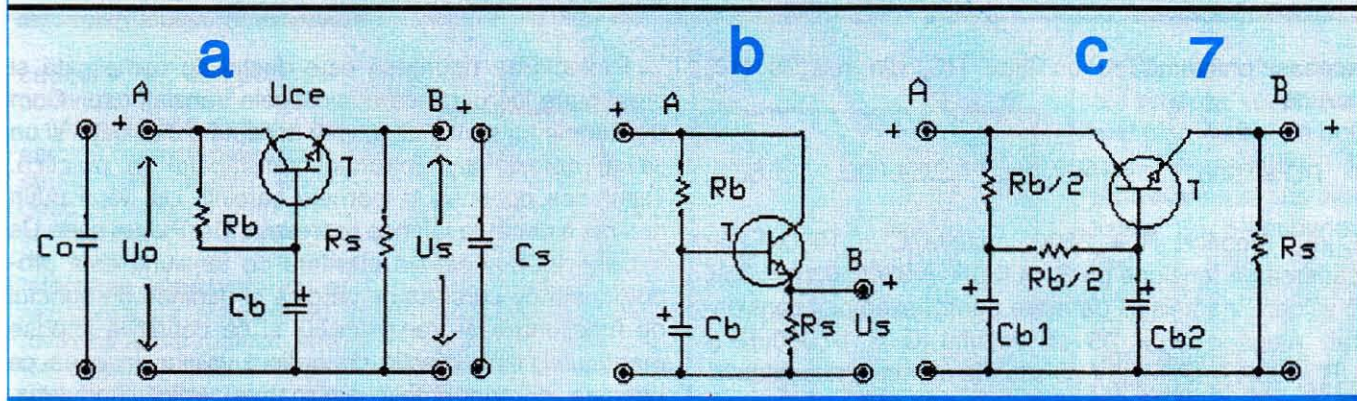 a
b
c 7
A
Uce
B
+
+
+
Co
Uo
Rb
T
Cb
+
Rs
Us
Cs
A
+
Rb
T
+
Cb
B
+
Rs
Us
A
+
B
+
Rb/2
T
Rb/2
+
Cb1
+
Cb2
Rs